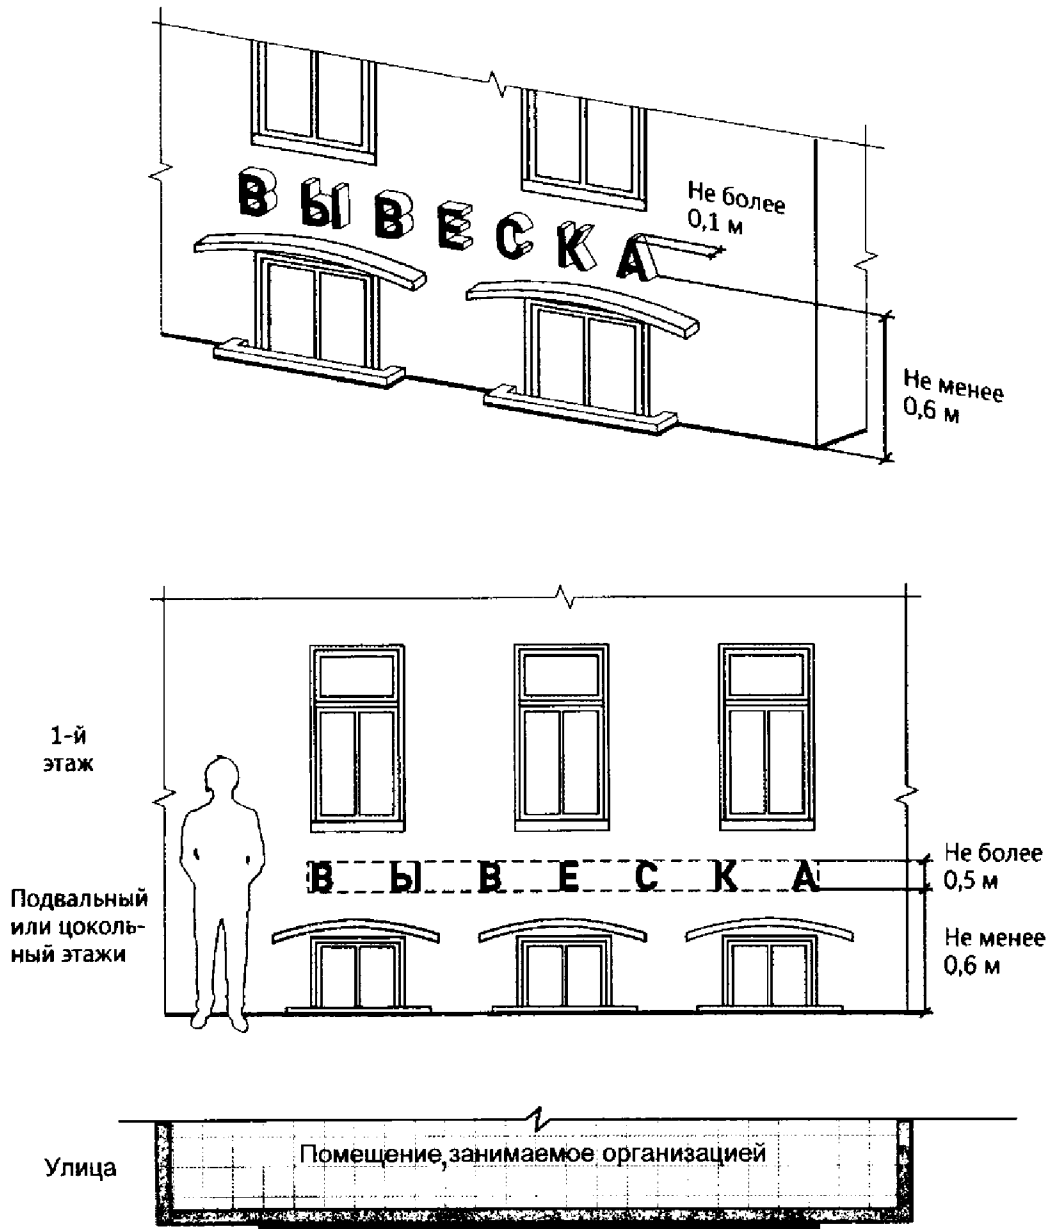 ВЫВЕСКА
Не более
0,1 м
Не менее
0,6 м
1-й
этаж
Подвальный
или цоколь-
ный этажи
ВЫВЕСКА
Не более
0,5 м
Не менее
0,6 м
Улица
Помещение,занимаемое организацией